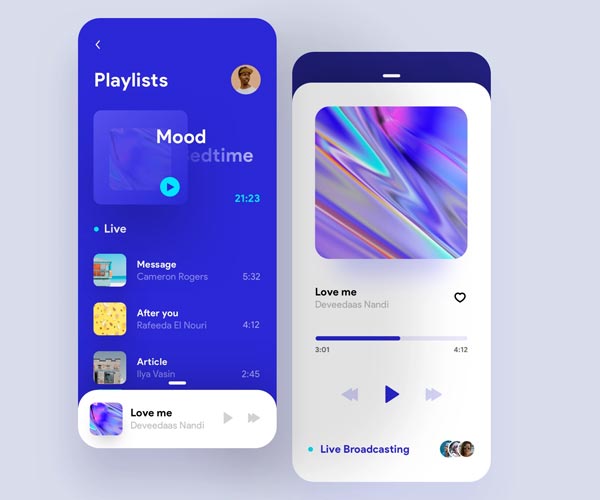 Playlists
Mood
Bedtime
21:23
Live
Message
Cameron Rogers 5:32
After you
Rafeeda El Nouri 4:12
Article
Ilya Vasin 2:45
Love me
Deveedaas Nandi
Love me
Deveedaas Nandi
3:01 4:12
Live Broadcasting